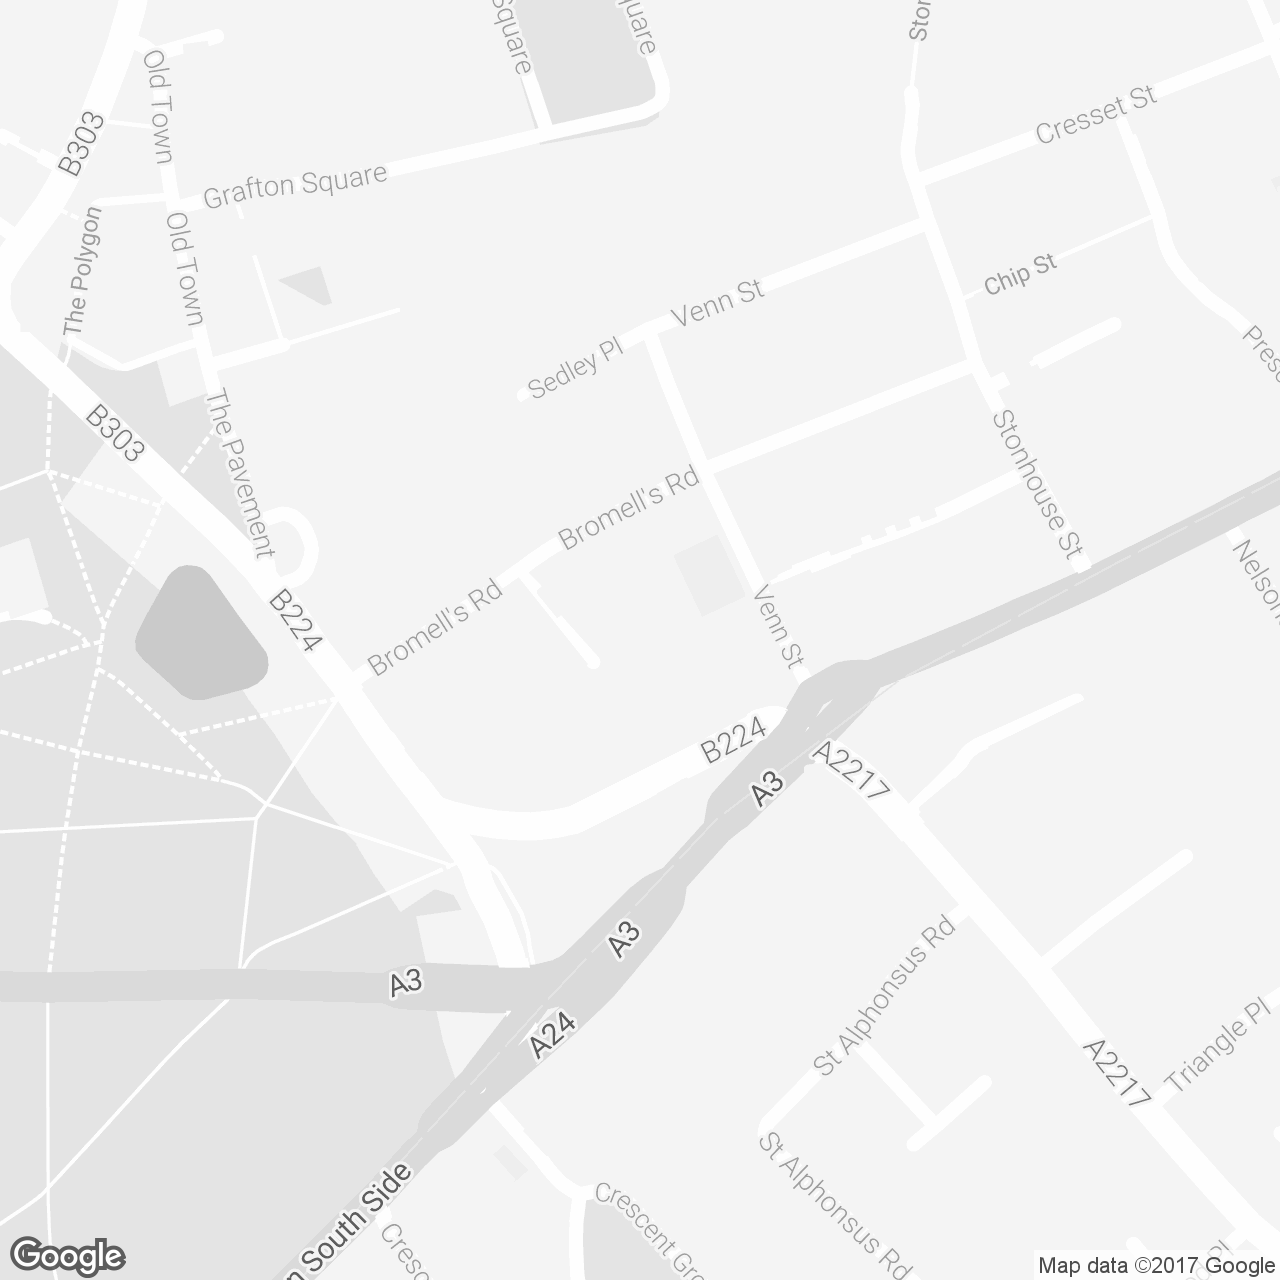 Square
Square
Old Town
B303
Cresset St
Grafton Square
Old Town
The Polygon
Chip St
Venn St
Sedley Pl
The Pavement
B303
Stonhouse St
Bromell's Rd
Bromell's Rd
B224
Venn St
B224
A2217
A3
St Alphonsus Rd
A3
A3
A24
Triangle Pl
A2217
St Alphonsus Rd
South Side
Google
Map data ©2017 Google